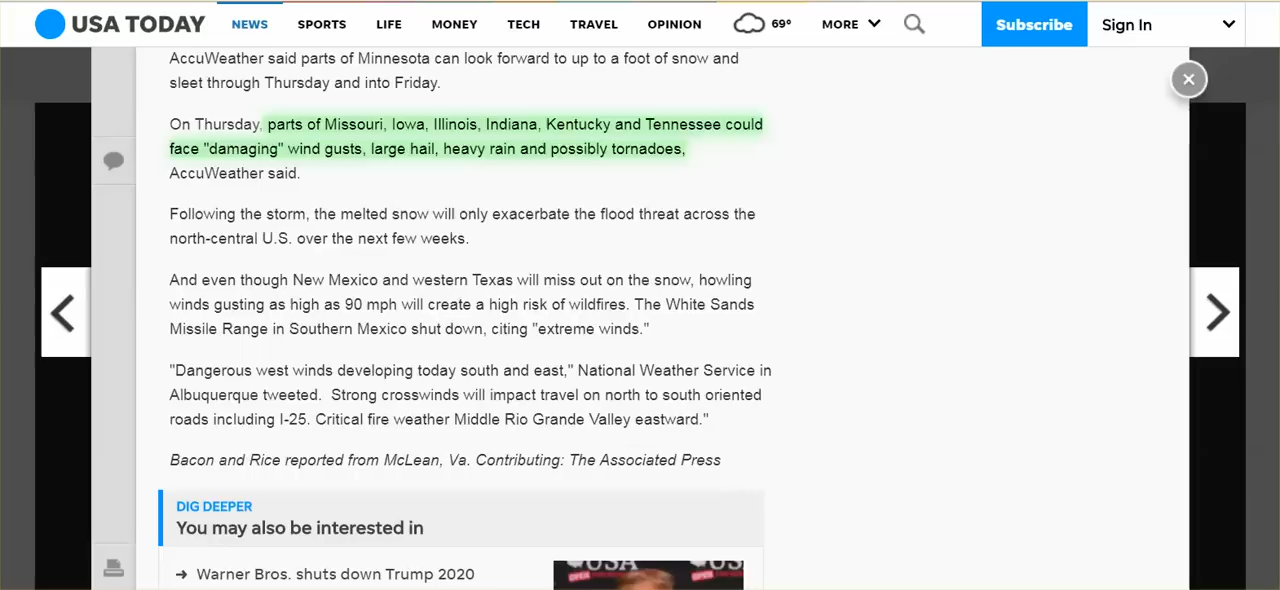 USA TODAY NEWS SPORTS LIFE MONEY TECH TRAVEL OPINION 69° MORE Subscribe Sign In
AccuWeather said parts of Minnesota can look forward to up to a foot of snow and
sleet through Thursday and into Friday.
On Thursday, parts of Missouri, Iowa, Illinois, Indiana, Kentucky and Tennessee could
face "damaging" wind gusts, large hail, heavy rain and possibly tornadoes,
AccuWeather said.
Following the storm, the melted snow will only exacerbate the flood threat across the
north-central U.S. over the next few weeks.
And even though New Mexico and western Texas will miss out on the snow, howling
winds gusting as high as 90 mph will create a high risk of wildfires. The White Sands
Missile Range in Southern Mexico shut down, citing "extreme winds."
"Dangerous west winds developing today south and east," National Weather Service in
Albuquerque tweeted. Strong crosswinds will impact travel on north to south oriented
roads including I-25. Critical fire weather Middle Rio Grande Valley eastward."
Bacon and Rice reported from McLean, Va. Contributing: The Associated Press
DIG DEEPER
You may also be interested in
Warner Bros. shuts down Trump 2020